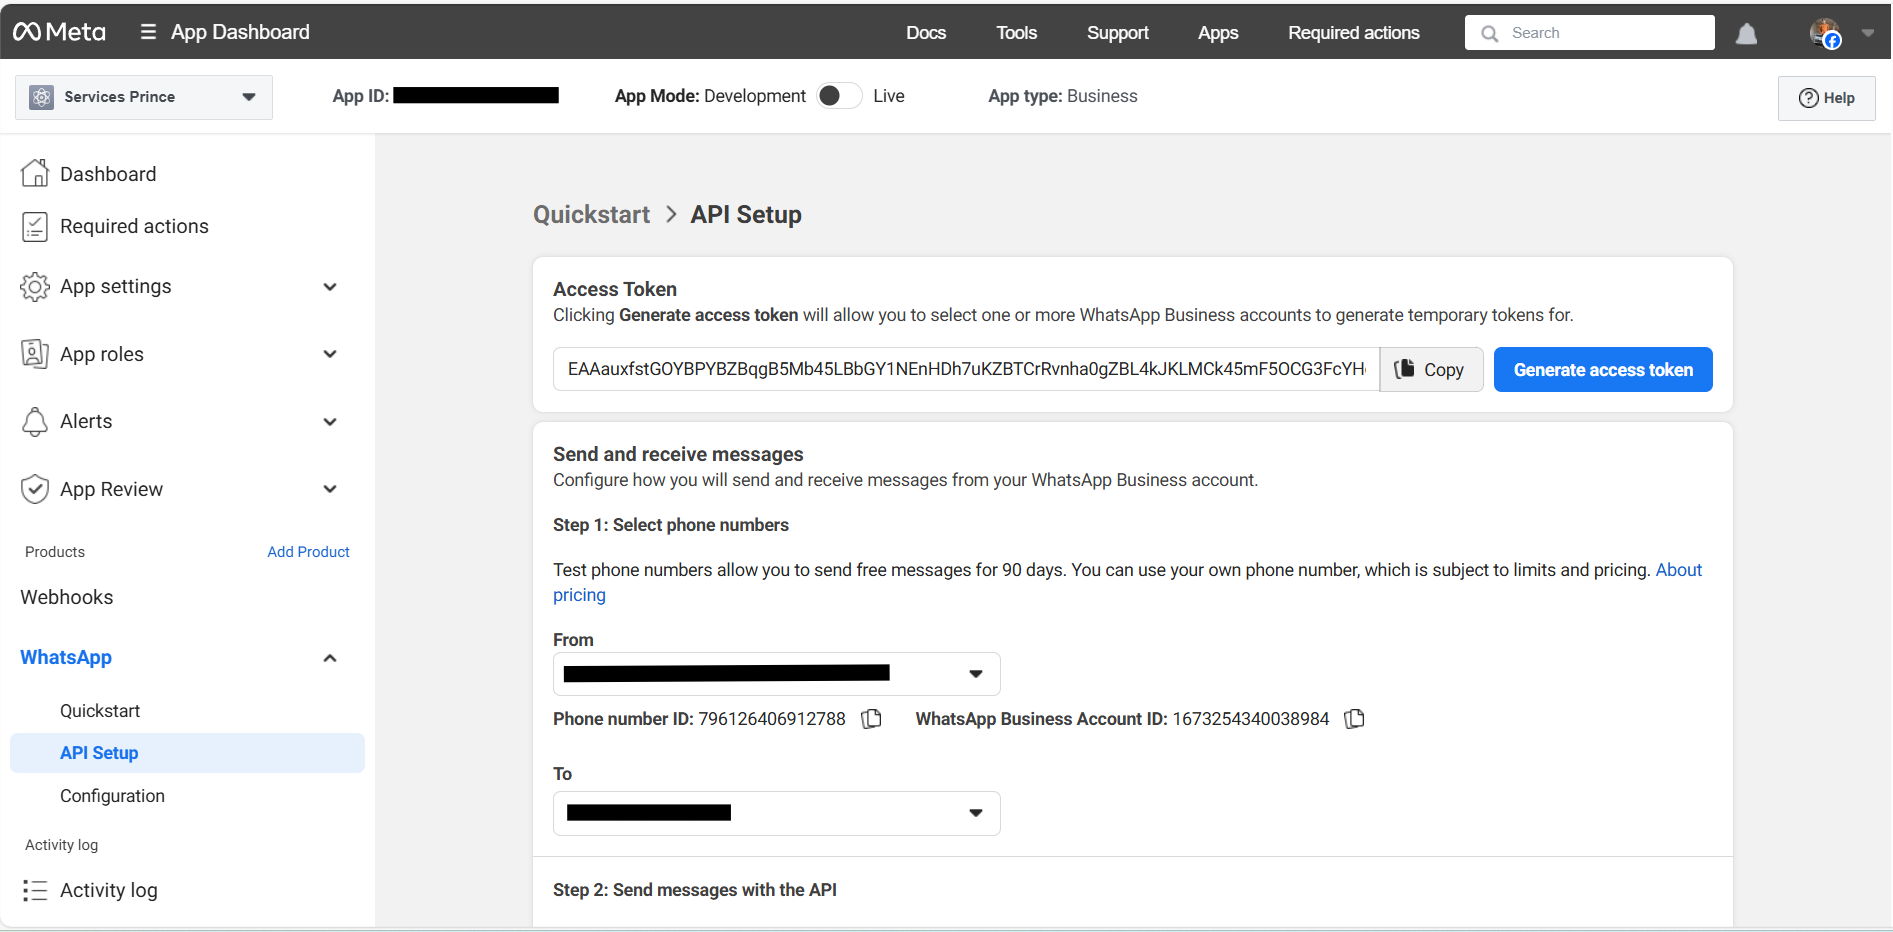 Meta
App Dashboard
Docs
Tools
Support
Apps
Required actions
Search
Services Prince
App ID:
App Mode: Development
Live
App type: Business
Help
Dashboard
Required actions
App settings
App roles
Alerts
App Review
Products
Add Product
Webhooks
WhatsApp
Quickstart
API Setup
Configuration
Activity log
Activity log
Quickstart > API Setup
Access Token
Clicking Generate access token will allow you to select one or more WhatsApp Business accounts to generate temporary tokens for.
EAAauxfstGOYBPYBZBqgB5Mb45LBbGY1NEnHDh7uKZBTCrRvnha0gZBL4kJKLMCk45mF5OCG3FcYH
Copy
Generate access token
Send and receive messages
Configure how you will send and receive messages from your WhatsApp Business account.
Step 1: Select phone numbers
Test phone numbers allow you to send free messages for 90 days. You can use your own phone number, which is subject to limits and pricing. About
pricing
From
Phone number ID: 796126406912788
WhatsApp Business Account ID: 1673254340038984
To
Step 2: Send messages with the API